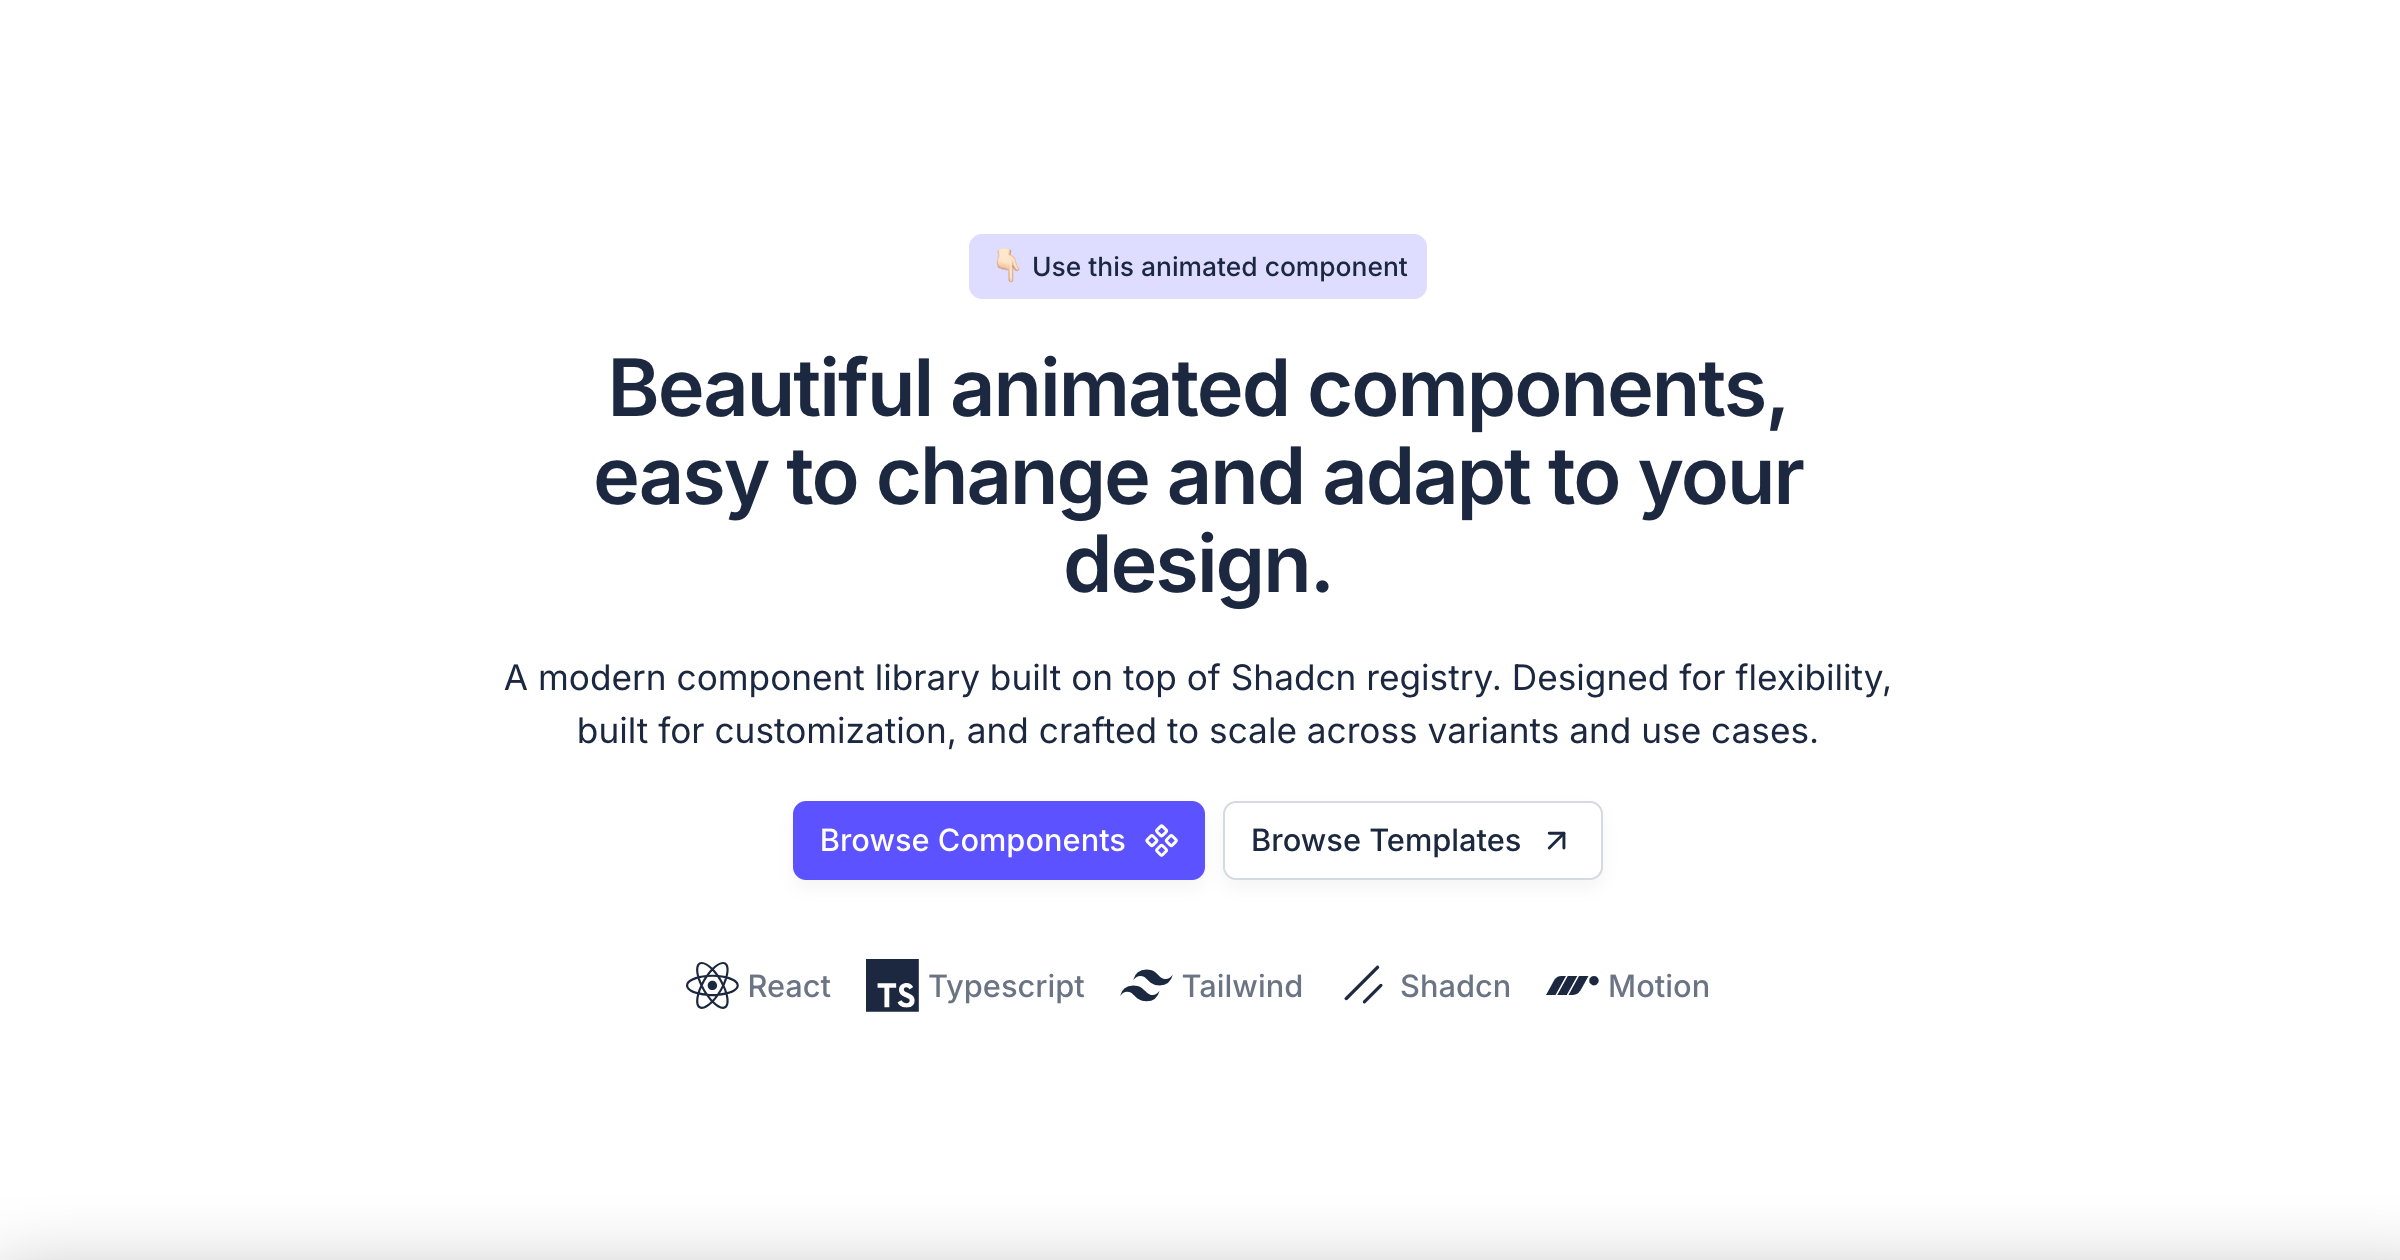 👇🏻 Use this animated component
Beautiful animated components,
easy to change and adapt to your
design.
A modern component library built on top of Shadcn registry. Designed for flexibility,
built for customization, and crafted to scale across variants and use cases.
Browse Components
Browse Templates
React
TS Typescript
Tailwind
Shadcn
Motion